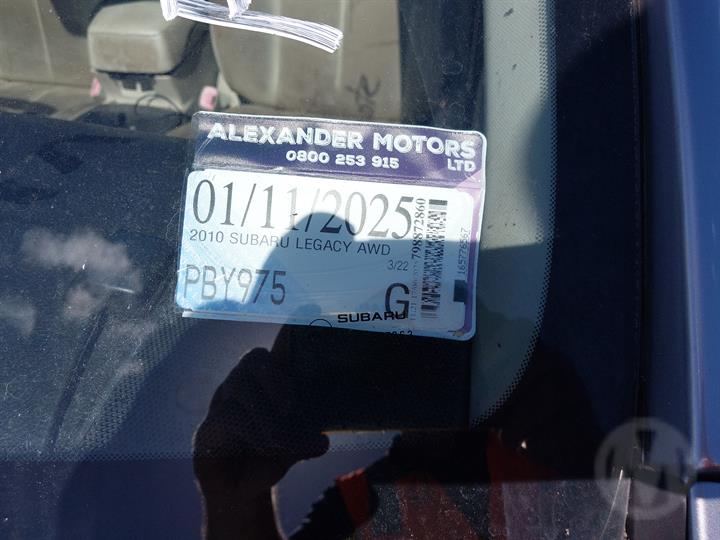 ALEXANDER MOTORS
LTD
0800 253 915
01/11/2025
2010 SUBARU LEGACY AWD
3/22
PBY975
G
SUBARU
798872860
M